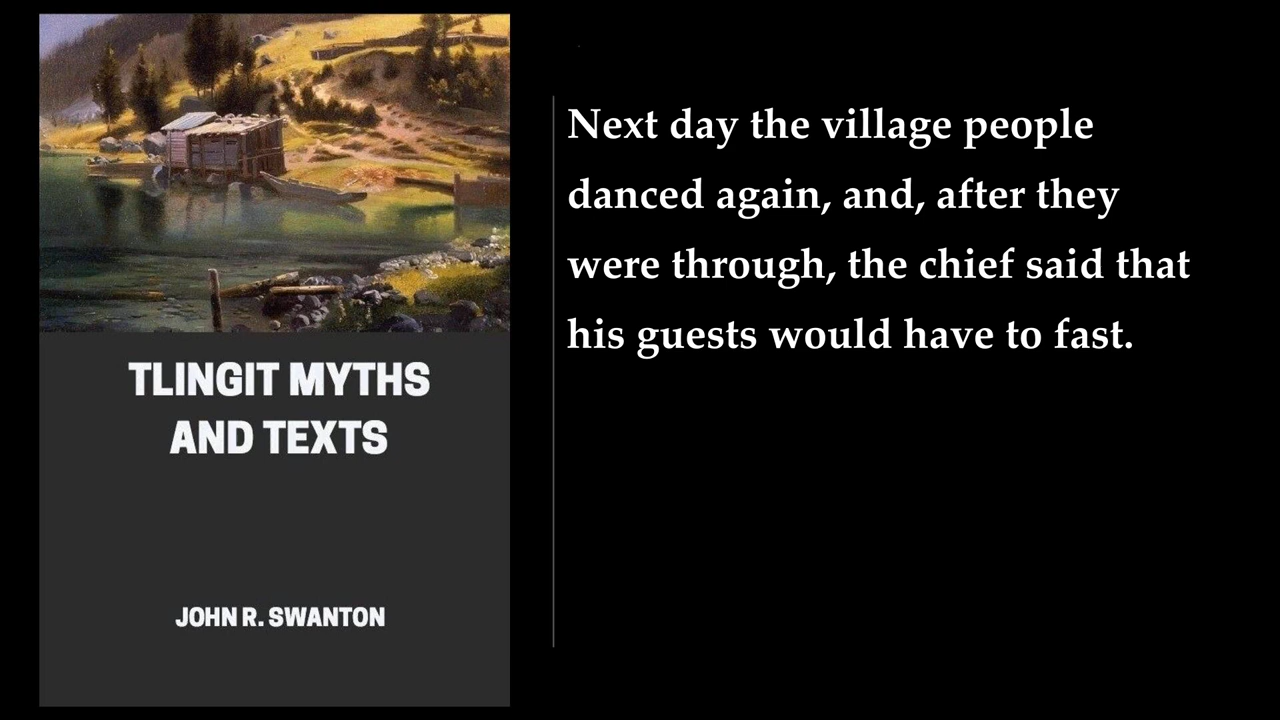 TLINGIT MYTHS
AND TEXTS
JOHN R. SWANTON
Next day the village people
danced again, and, after they
were through, the chief said that
his guests would have to fast.